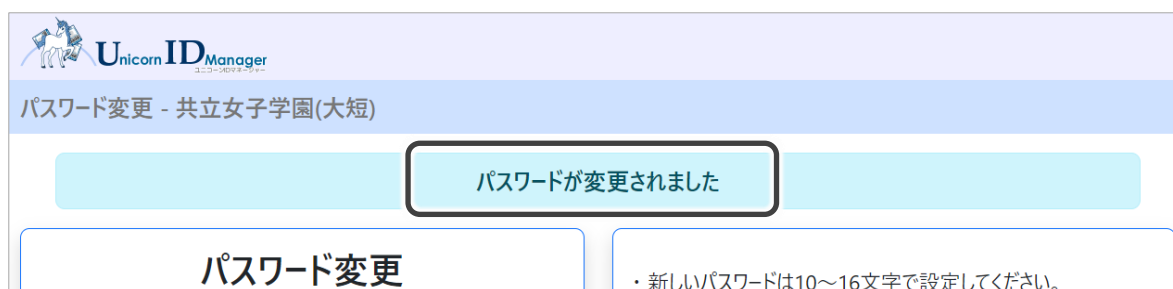 Unicorn ID Manager
ユニコーンIDマネージャー
パスワード変更 - 共立女子学園(大短)
パスワードが変更されました
パスワード変更
・新しいパスワードは10～16文字で設定してください。